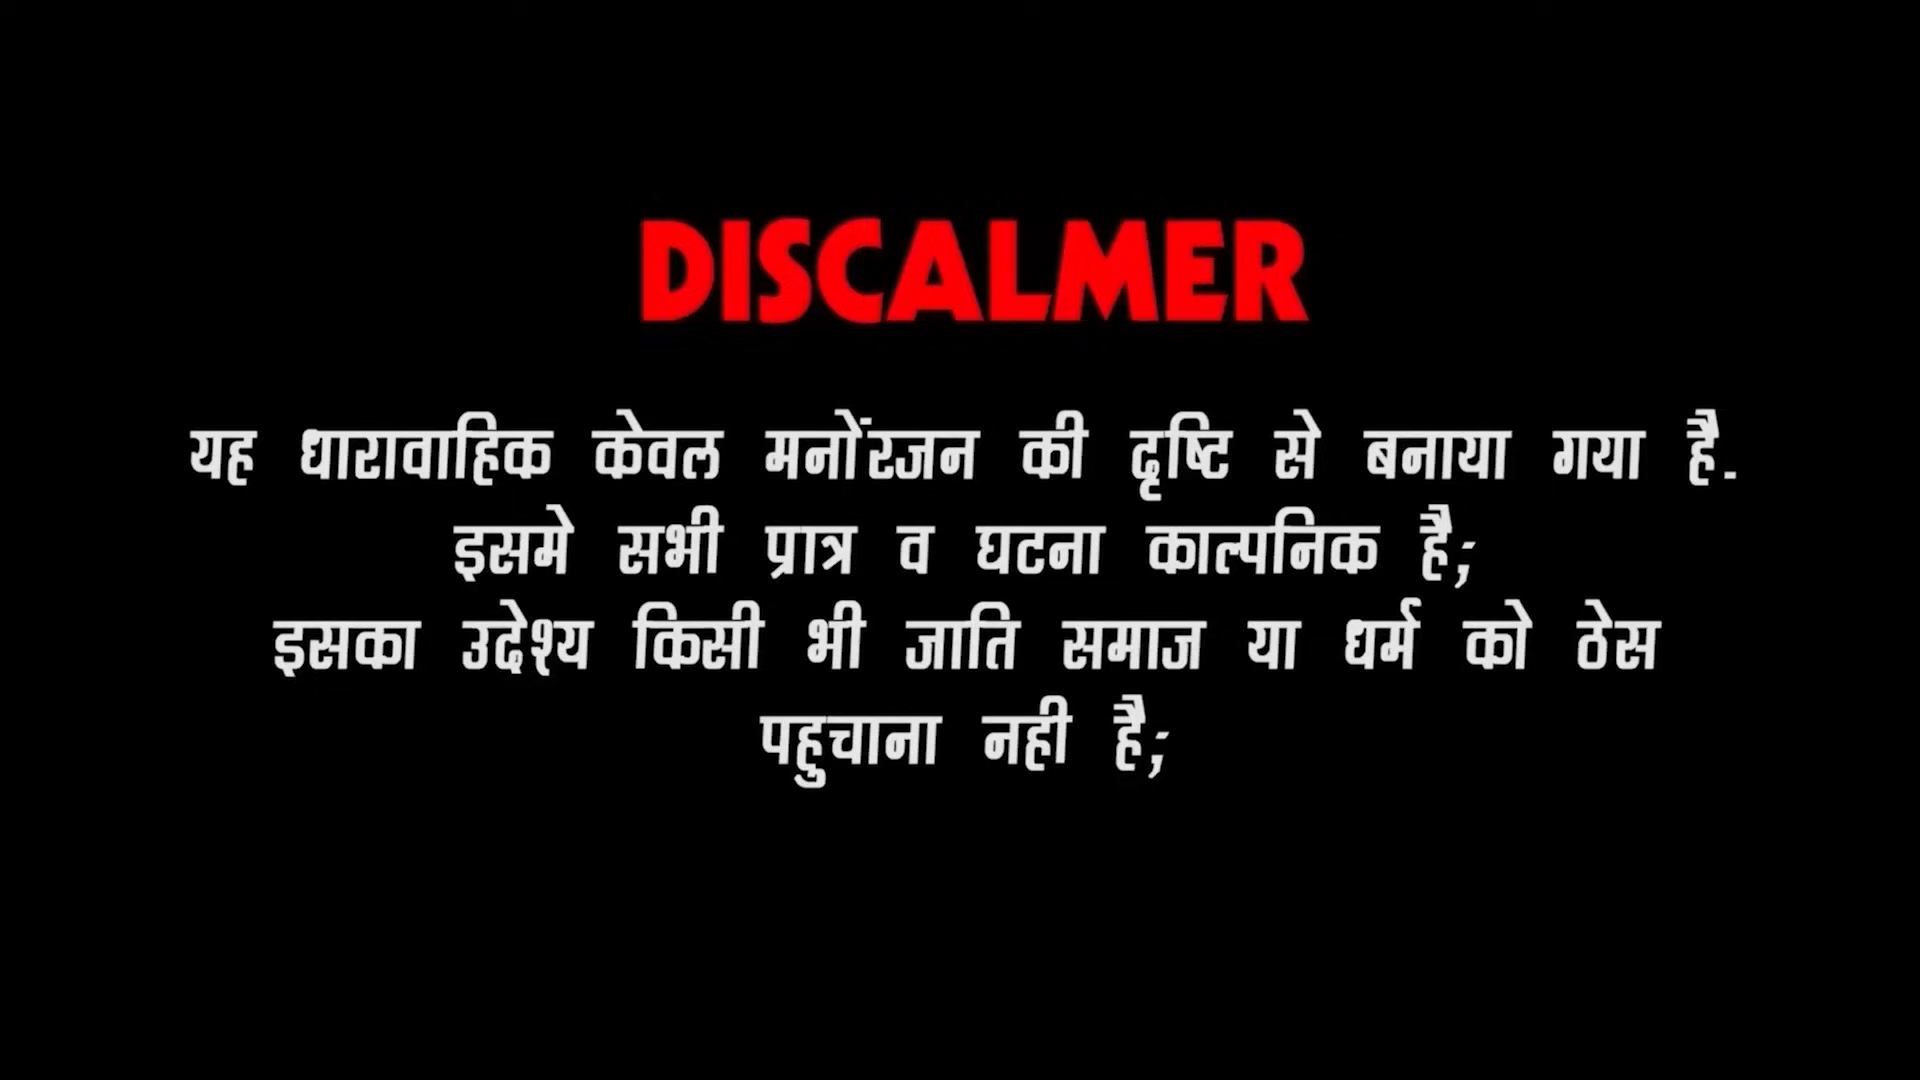 DISCALMER
यह धारावाहिक केवल मनोंरजन की दृष्टि से बनाया गया है.
इसमे सभी प्रात्र व घटना काल्पनिक है;
इसका उदेश्य किसी भी जाति समाज या धर्म को ठेस
पहुचाना नही है;